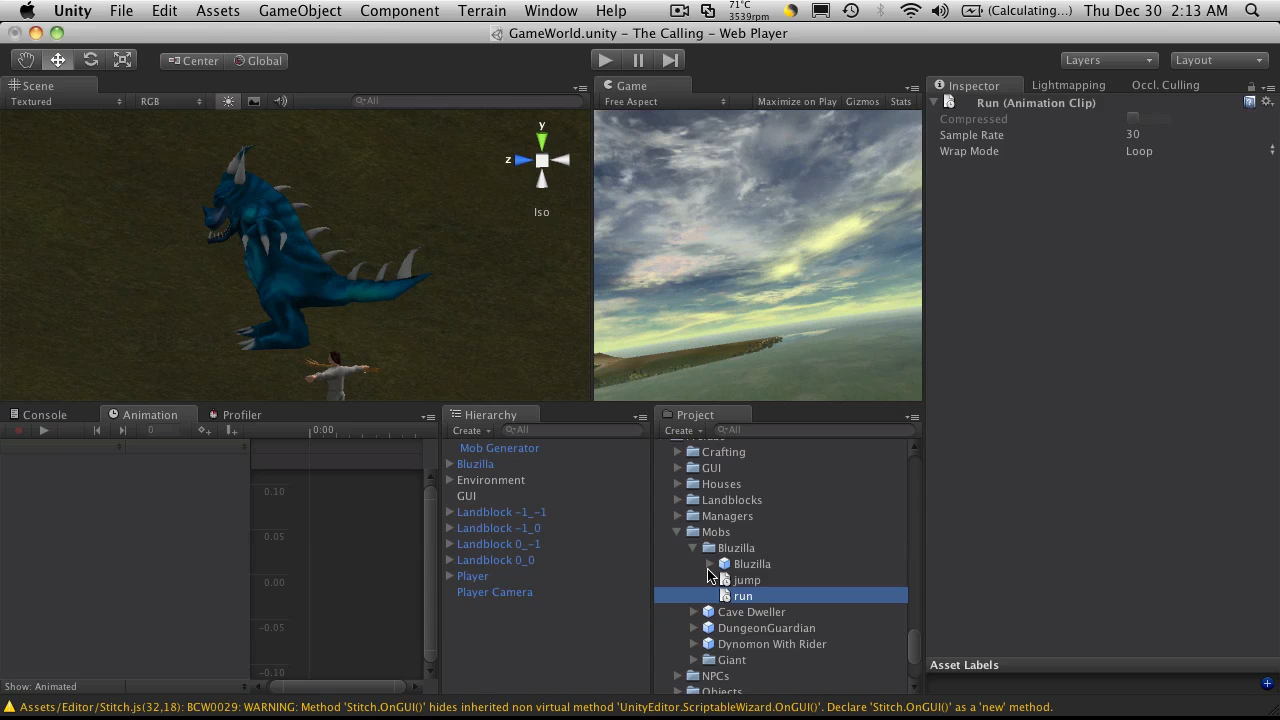 Unity File Edit Assets GameObject Component Terrain Window Help 71°C 3539rpm (Calculating...) Thu Dec 30 2:13 AM
GameWorld.unity - The Calling - Web Player
Center Global Layers Layout
Scene Game Inspector Lightmapping Occl. Culling
Textured RGB All Free Aspect Maximize on Play Gizmos Stats
Run (Animation Clip)
Compressed
Sample Rate 30
Wrap Mode Loop
y
z
Iso
Console Animation Profiler Hierarchy Project
0 0:00 Create All Create All
0.10
0.05
0.00
-0.05
-0.10
Show: Animated
Mob Generator
Bluzilla
Environment
GUI
Landblock -1_-1
Landblock -1_0
Landblock 0_-1
Landblock 0_0
Player
Player Camera
Crafting
GUI
Houses
Landblocks
Managers
Mobs
Bluzilla
Bluzilla
jump
run
Cave Dweller
DungeonGuardian
Dynomon With Rider
Giant
NPCs
Objects
Asset Labels
Assets/Editor/Stitch.js(32,18): BCW0029: WARNING: Method 'Stitch.OnGUI()' hides inherited non virtual method 'UnityEditor.ScriptableWizard.OnGUI()'. Declare 'Stitch.OnGUI()' as a 'new' method.